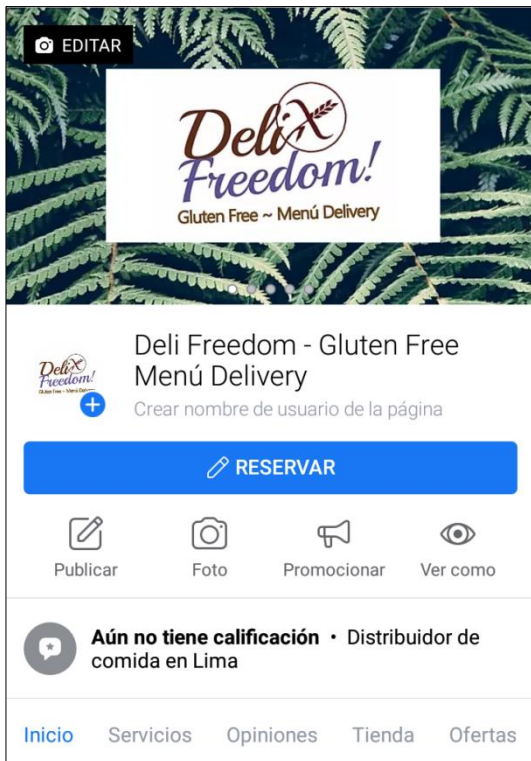 EDITAR
Deli
Freedom!
Gluten Free ~ Menú Delivery
Deli
Freedom!
Gluten Free ~ Menú Delivery
Deli Freedom - Gluten Free
Menú Delivery
Crear nombre de usuario de la página
RESERVAR
Publicar Foto Promocionar Ver como
Aún no tiene calificación • Distribuidor de
comida en Lima
Inicio Servicios Opiniones Tienda Ofertas